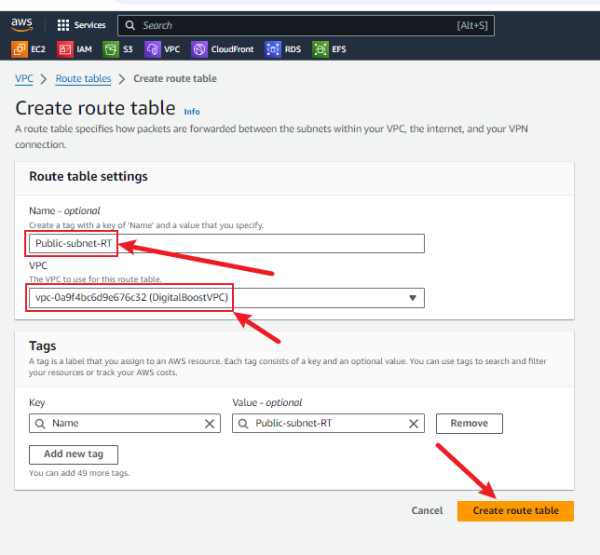 aws Services Search [Alt+S]
EC2 IAM S3 VPC CloudFront RDS EFS
VPC > Route tables > Create route table
Create route table Info
A route table specifies how packets are forwarded between the subnets within your VPC, the internet, and your VPN
connection.
Route table settings
Name - optional
Create a tag with a key of 'Name' and a value that you specify.
Public-subnet-RT
VPC
The VPC to use for this route table.
vpc-0a9f4bc6d9e676c32 (DigitalBoostVPC)
Tags
A tag is a label that you assign to an AWS resource. Each tag consists of a key and an optional value. You can use tags to search and filter
your resources or track your AWS costs.
Key Value - optional
Name Public-subnet-RT Remove
Add new tag
You can add 49 more tags.
Cancel Create route table